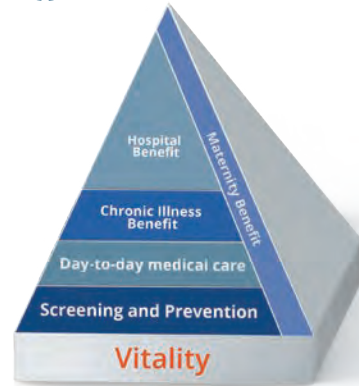 Hospital
Benefit
Maternity Benefit
Chronic Illness
Benefit
Day-to-day medical care
Screening and Prevention
Vitality